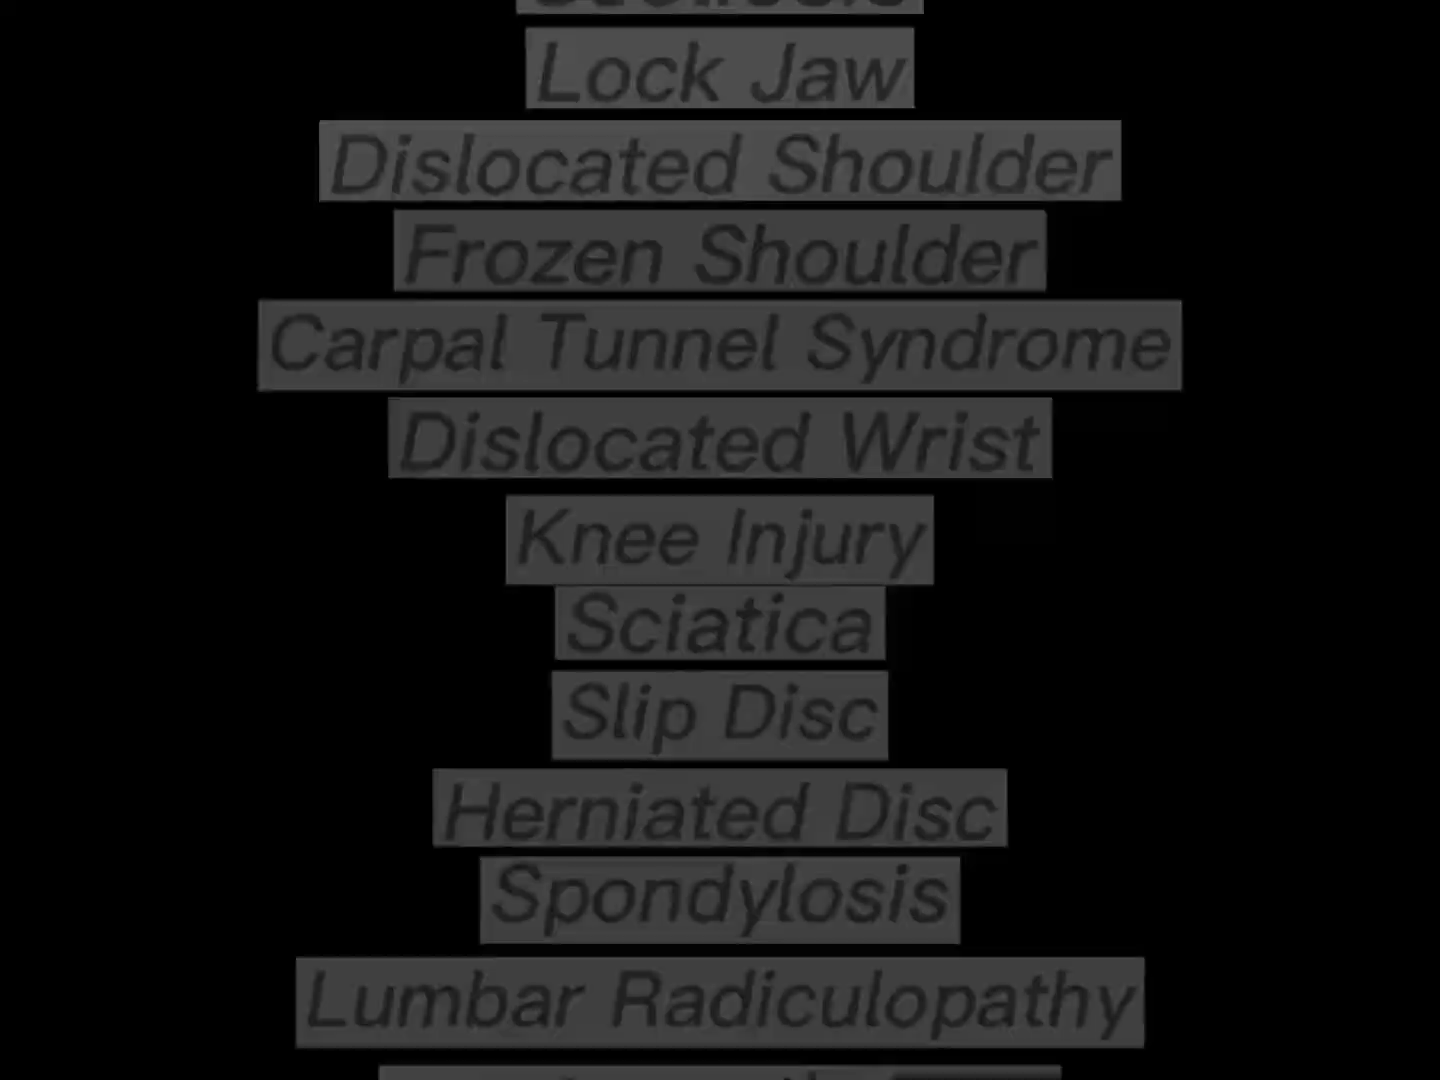 Lock Jaw
Dislocated Shoulder
Frozen Shoulder
Carpal Tunnel Syndrome
Dislocated Wrist
Knee Injury
Sciatica
Slip Disc
Herniated Disc
Spondylosis
Lumbar Radiculopathy